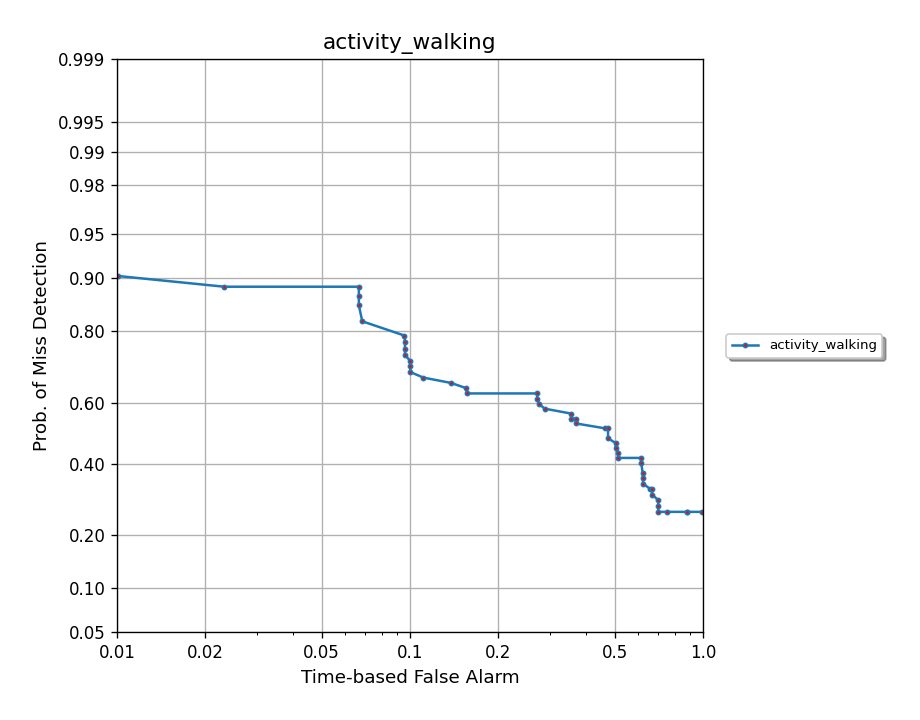 activity_walking
0.999
0.995
0.99
0.98
0.95
0.90
0.80
0.60
0.40
0.20
0.10
0.05
Prob. of Miss Detection
0.01 0.02 0.05 0.1 0.2 0.5 1.0
Time-based False Alarm
activity_walking